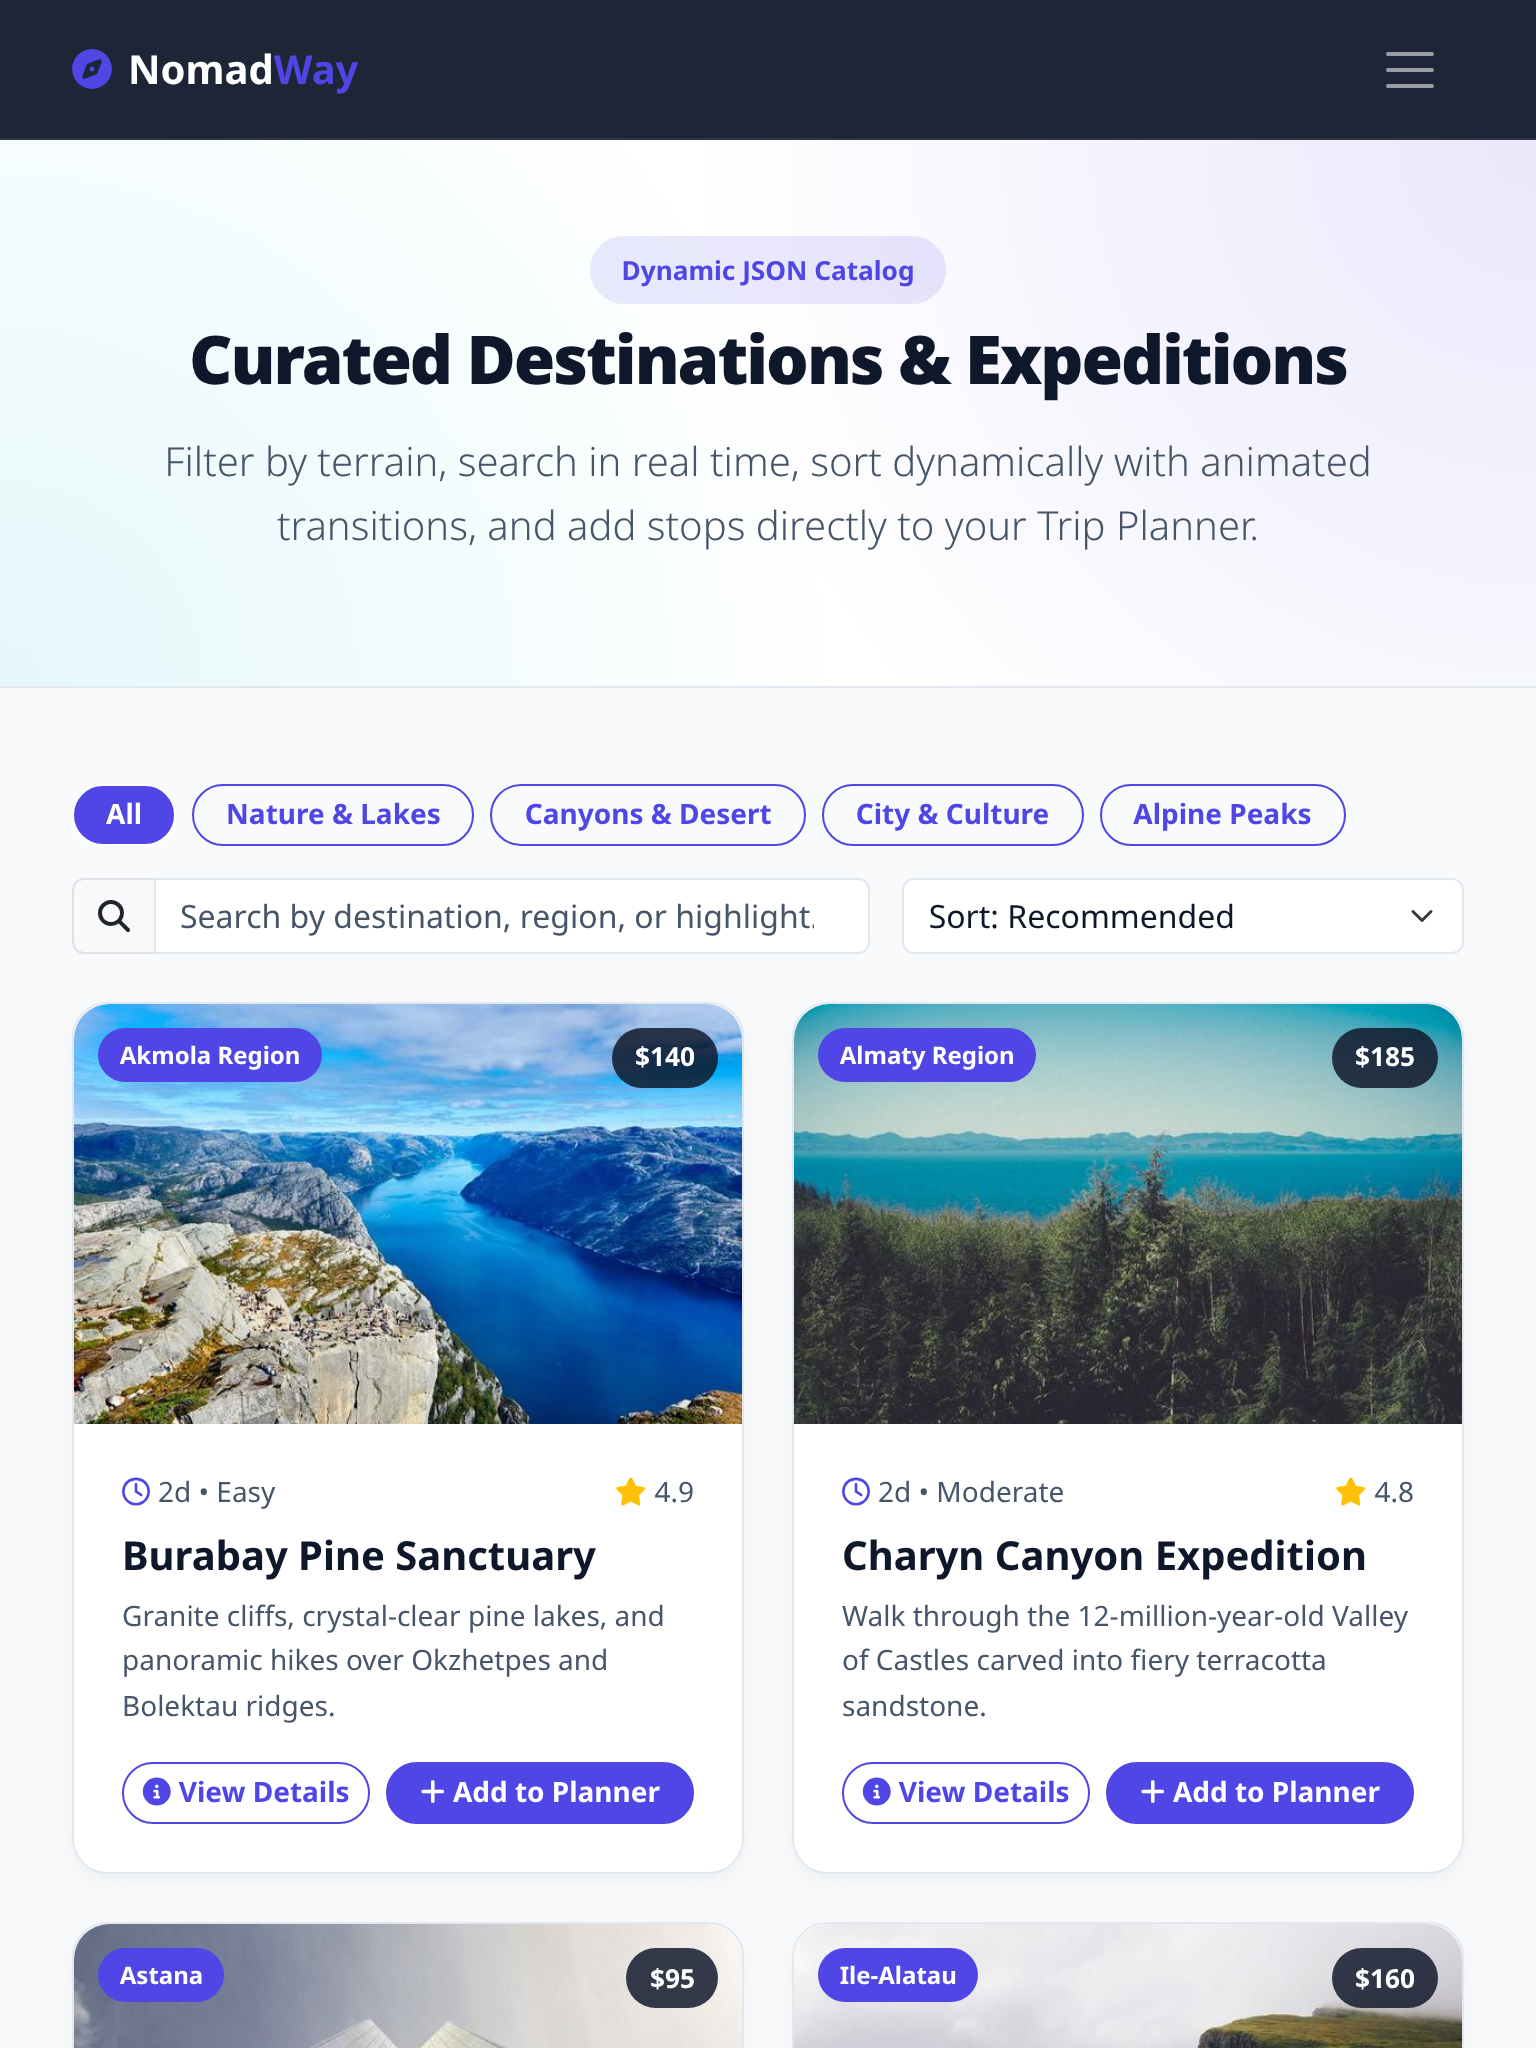 NomadWay
Dynamic JSON Catalog
Curated Destinations & Expeditions
Filter by terrain, search in real time, sort dynamically with animated
transitions, and add stops directly to your Trip Planner.
All
Nature & Lakes
Canyons & Desert
City & Culture
Alpine Peaks
Search by destination, region, or highlight.
Sort: Recommended
Akmola Region
$140
2d • Easy
4.9
Burabay Pine Sanctuary
Granite cliffs, crystal-clear pine lakes, and
panoramic hikes over Okzhetpes and
Bolektau ridges.
View Details
Add to Planner
Almaty Region
$185
2d • Moderate
4.8
Charyn Canyon Expedition
Walk through the 12-million-year-old Valley
of Castles carved into fiery terracotta
sandstone.
View Details
Add to Planner
Astana
$95
Ile-Alatau
$160